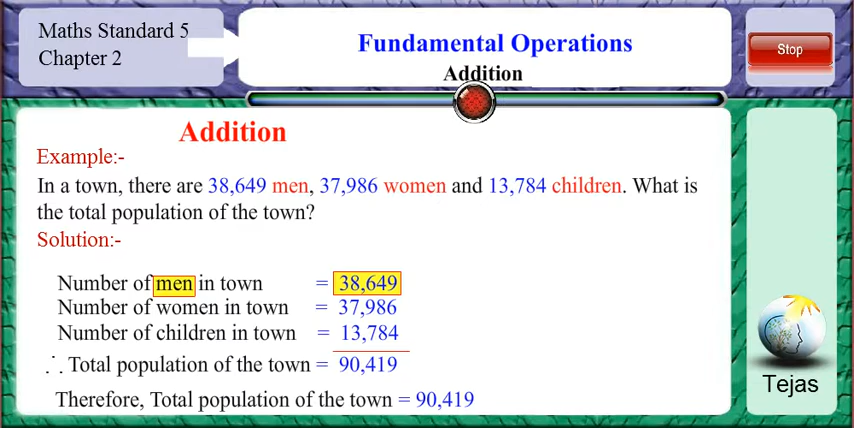 Maths Standard 5
Chapter 2
Fundamental Operations
Addition
Stop
Addition
Example:-
In a town, there are 38,649 men, 37,986 women and 13,784 children. What is
the total population of the town?
Solution:-
Number of men in town = 38,649
Number of women in town = 37,986
Number of children in town = 13,784
∴ Total population of the town = 90,419
Therefore, Total population of the town = 90,419
Tejas